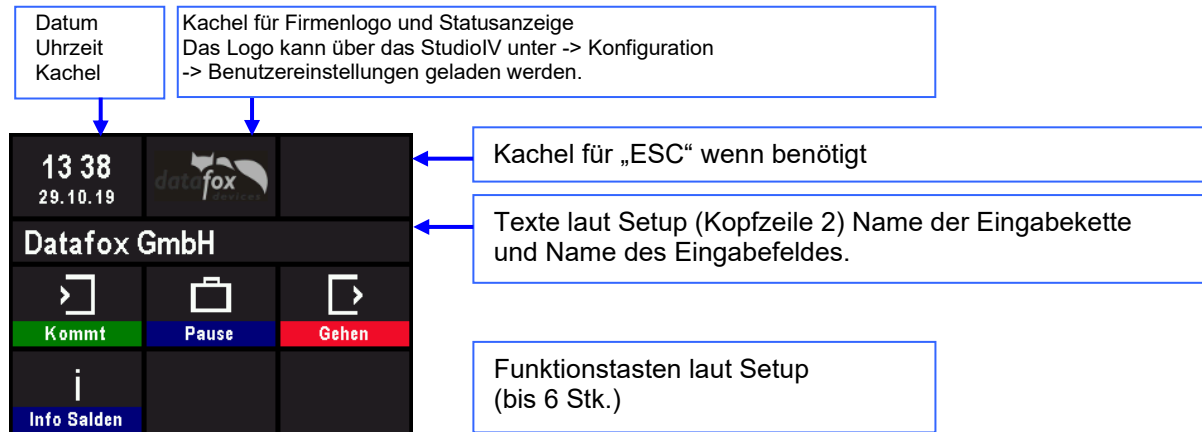 Datum
Uhrzeit
Kachel
Kachel für Firmenlogo und Statusanzeige
Das Logo kann über das StudioIV unter -> Konfiguration
-> Benutzereinstellungen geladen werden.
13 38
29.10.19
datafox
devices
Kachel für „ESC“ wenn benötigt
Datafox GmbH
Texte laut Setup (Kopfzeile 2) Name der Eingabekette
und Name des Eingabefeldes.
Kommt
Pause
Gehen
i
Info Salden
Funktionstasten laut Setup
(bis 6 Stk.)